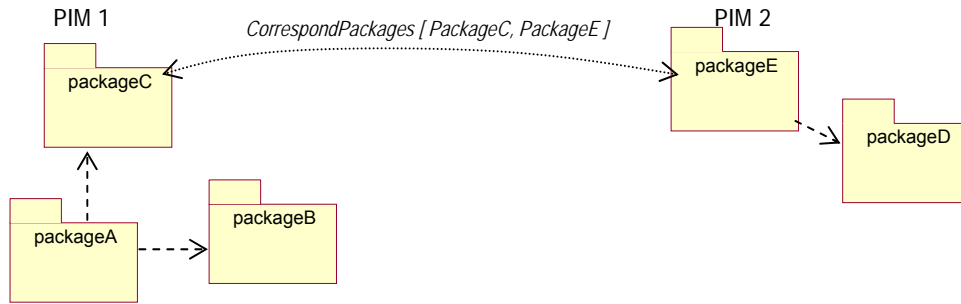 PIM 1
CorrespondPackages [ PackageC, PackageE ]
PIM 2
packageC
packageE
packageD
packageA
packageB